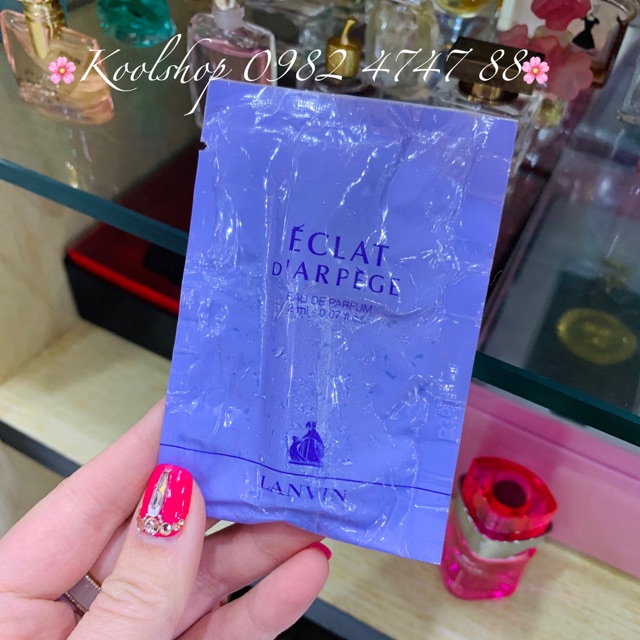 Koolshop 0982 4747 88
ÉCLAT
D'ARPÈGE
EAU DE PARFUM
LANVIN